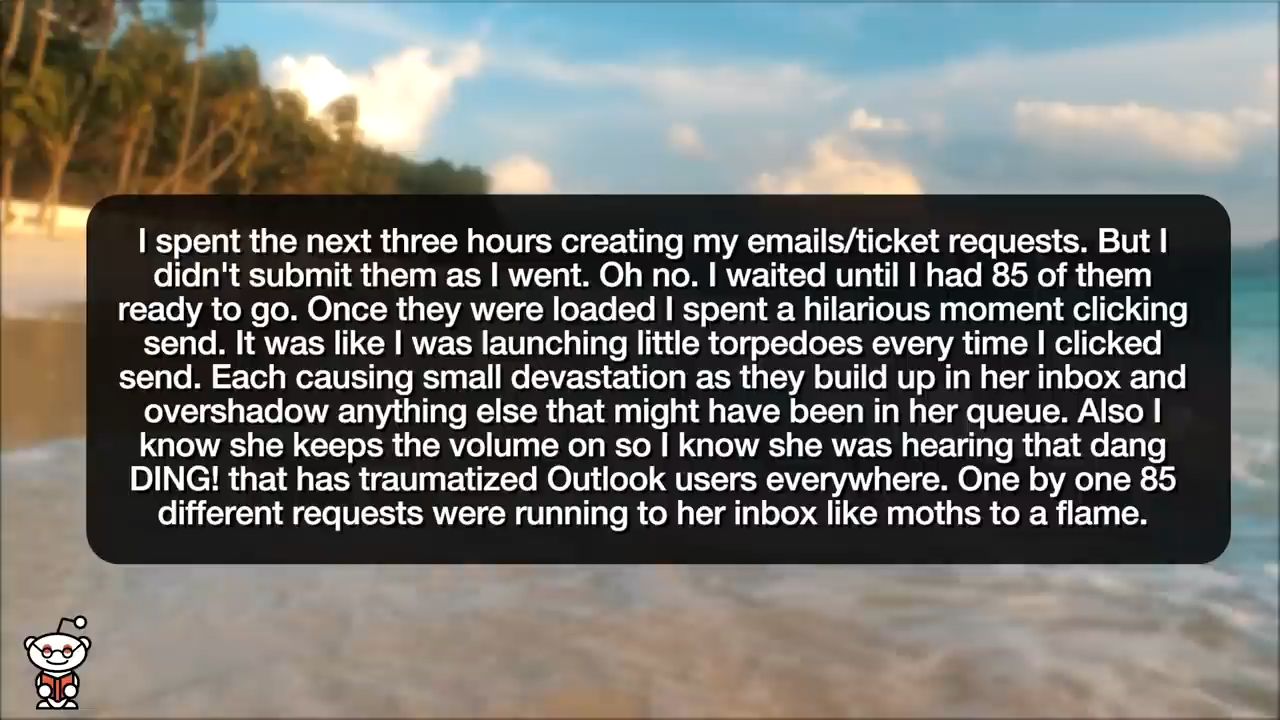 I spent the next three hours creating my emails/ticket requests. But I
didn't submit them as I went. Oh no. I waited until I had 85 of them
ready to go. Once they were loaded I spent a hilarious moment clicking
send. It was like I was launching little torpedoes every time I clicked
send. Each causing small devastation as they build up in her inbox and
overshadow anything else that might have been in her queue. Also I
know she keeps the volume on so I know she was hearing that dang
DING! that has traumatized Outlook users everywhere. One by one 85
different requests were running to her inbox like moths to a flame.